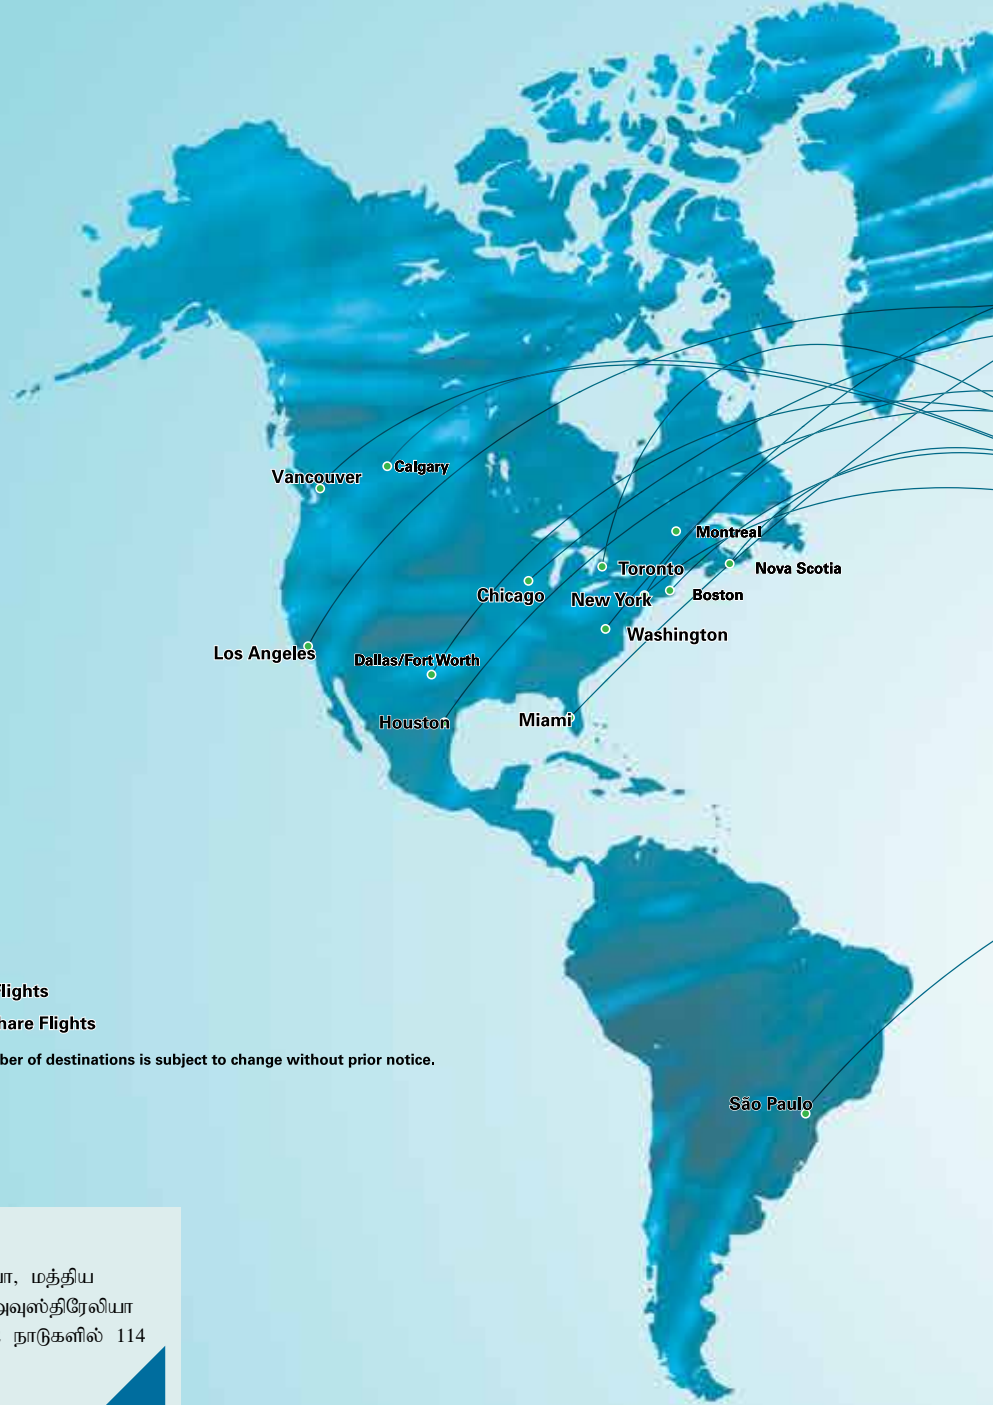 Vancouver
Calgary
Montreal
Toronto
Nova Scotia
Chicago
New York
Boston
Washington
Los Angeles
Dallas/Fort Worth
Houston
Miami
Flights
hare Flights
ber of destinations is subject to change without prior notice.
São Paulo
மத்திய
அவுஸ்திரேலியா
நாடுகளில் 114